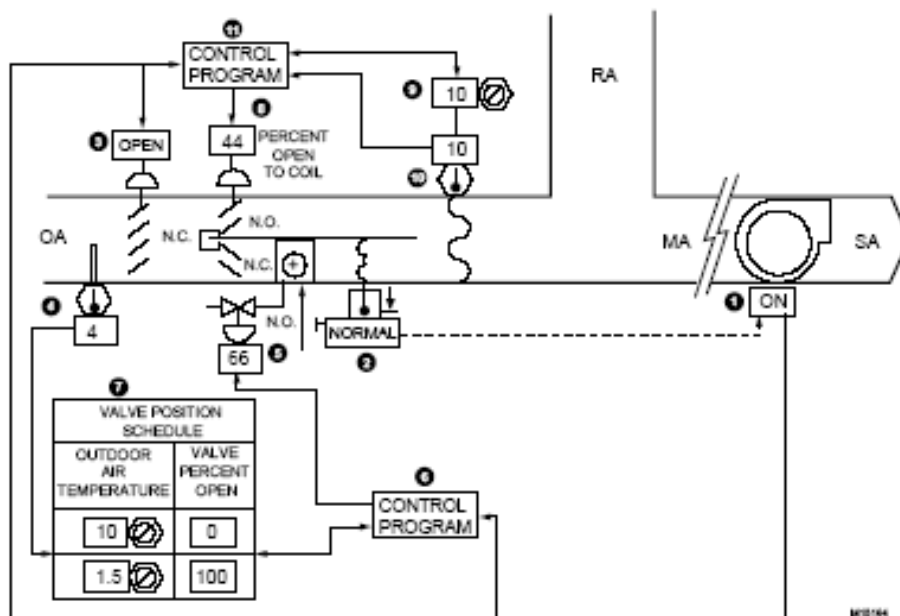 11
CONTROL
PROGRAM
9
10
RA
8
3
OPEN
44
PERCENT
OPEN
TO COIL
10
10
N.O.
OA
N.C.
N.C.
MA
SA
4
4
N.O.
1
ON
NORMAL
66
5
2
7
VALVE POSITION
SCHEDULE
OUTDOOR
AIR
TEMPERATURE
VALVE
PERCENT
OPEN
6
CONTROL
PROGRAM
10
0
1.5
100